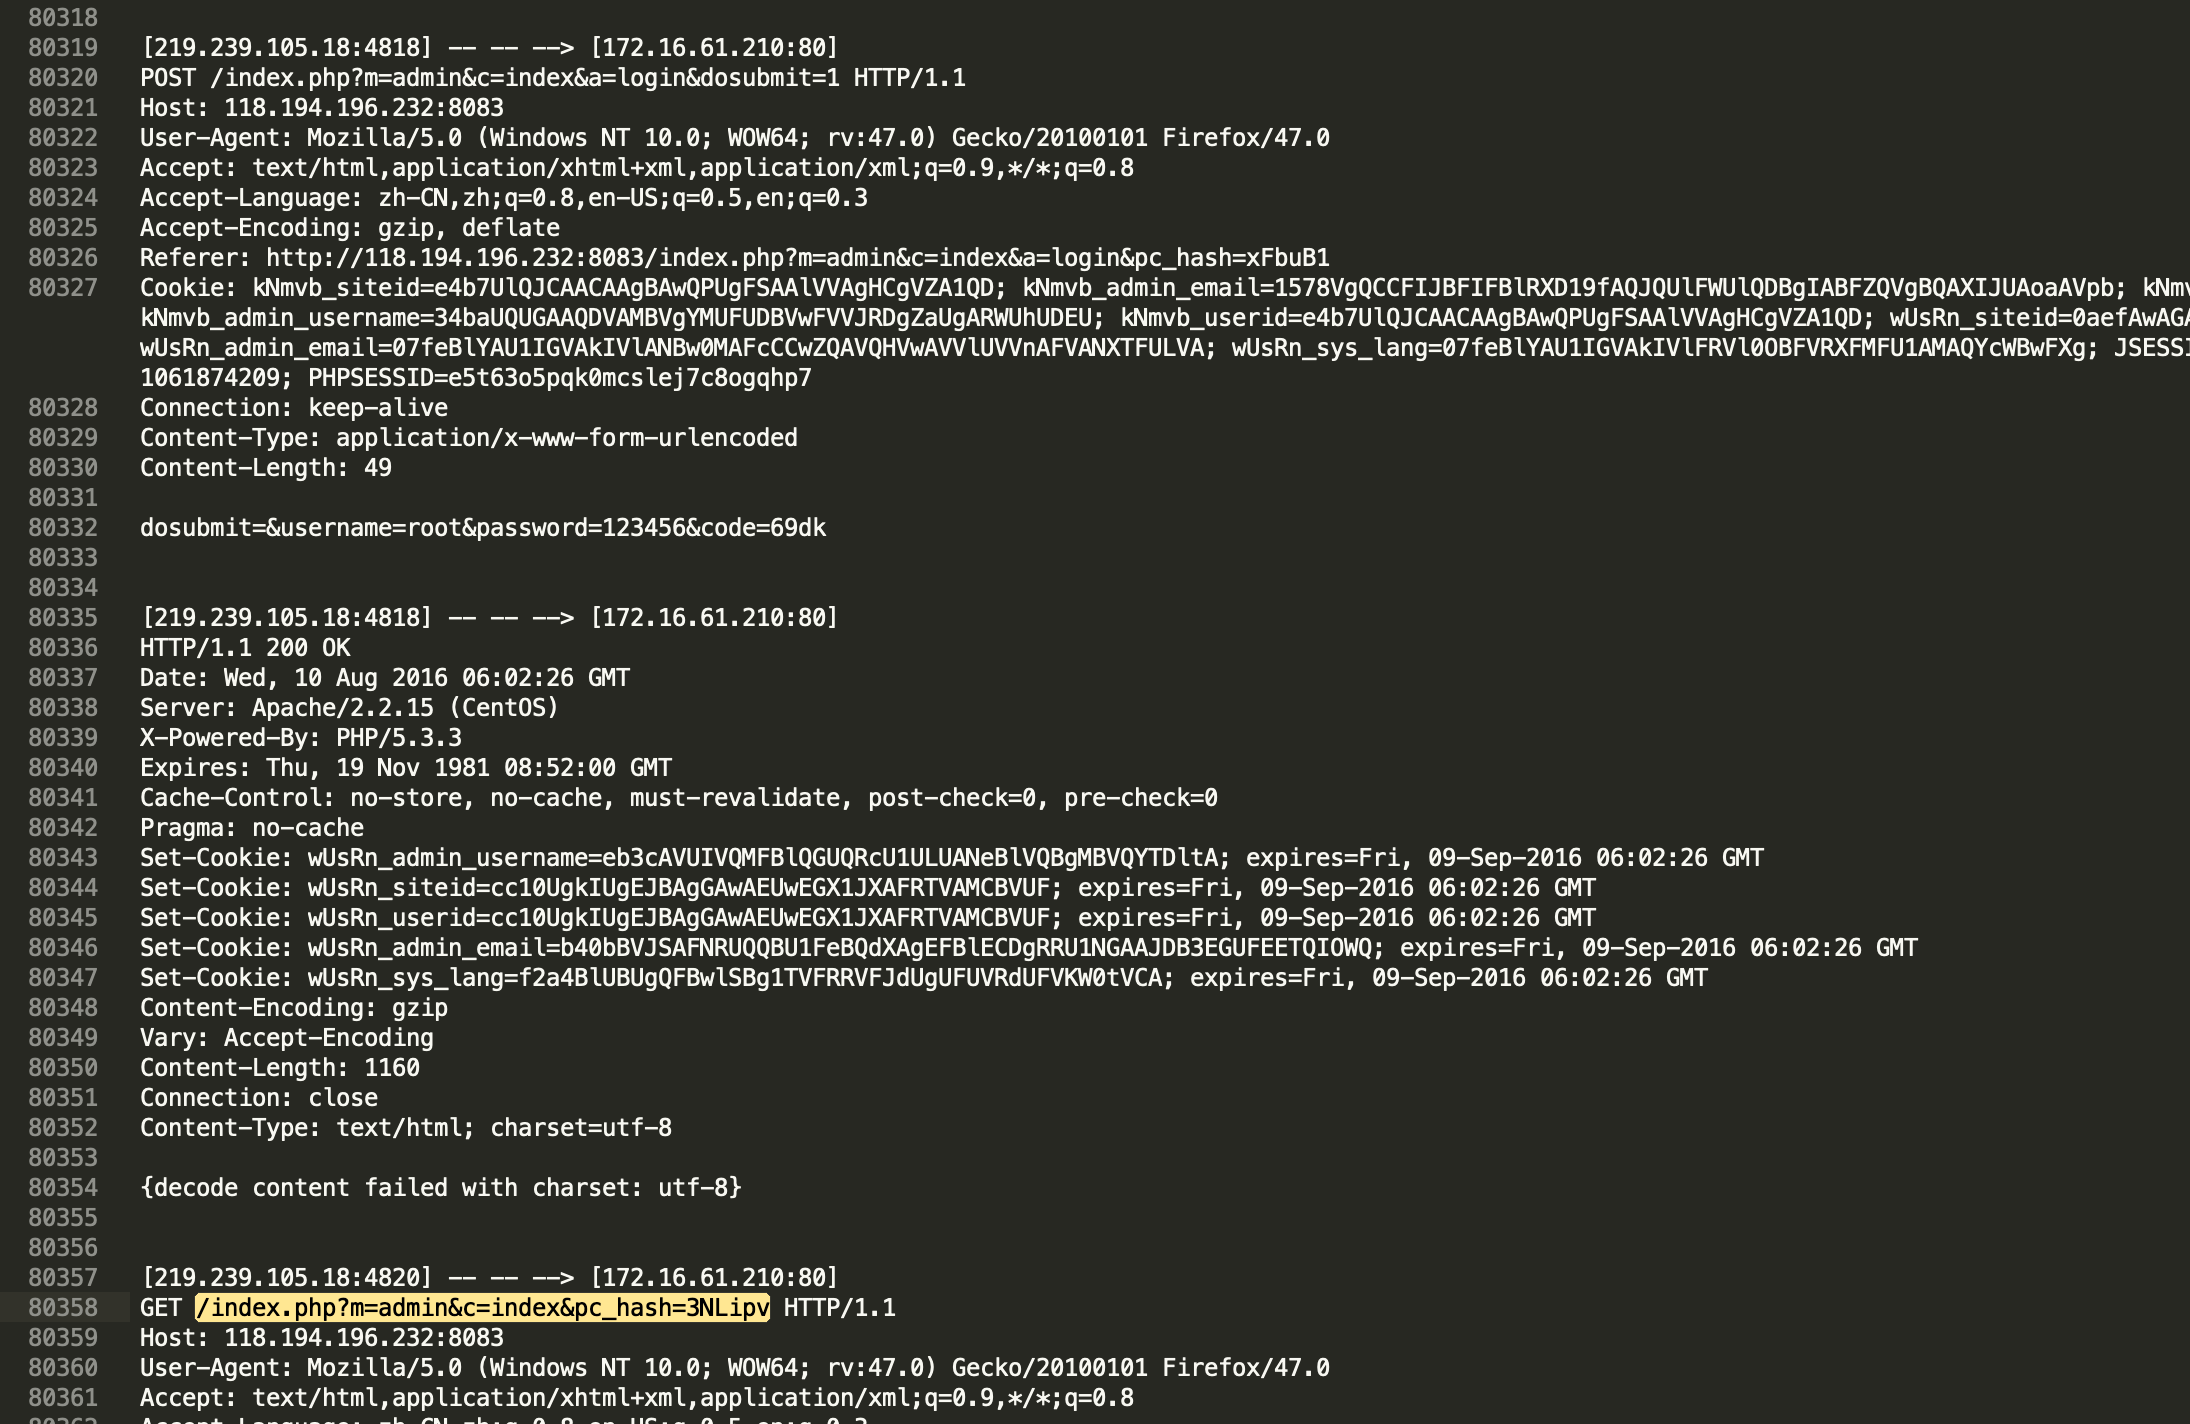 80318
80319 [219.239.105.18:4818] -- -- --> [172.16.61.210:80]
80320 POST /index.php?m=admin&c=index&a=login&dosubmit=1 HTTP/1.1
80321 Host: 118.194.196.232:8083
80322 User-Agent: Mozilla/5.0 (Windows NT 10.0; WOW64; rv:47.0) Gecko/20100101 Firefox/47.0
80323 Accept: text/html,application/xhtml+xml,application/xml;q=0.9,*/*;q=0.8
80324 Accept-Language: zh-CN,zh;q=0.8,en-US;q=0.5,en;q=0.3
80325 Accept-Encoding: gzip, deflate
80326 Referer: http://118.194.196.232:8083/index.php?m=admin&c=index&a=login&pc_hash=xFbuB1
80327 Cookie: kNmvb_siteid=e4b7UlQJCAACAAgBAwQPUgFSAAlVVAgHCgVZA1QD; kNmvb_admin_email=1578VgQCCFIJBFIFBlRXD19fAQJQUlFWUlQDBgIABFZQVgBQAXIJUAoaAVpb; kNmv
kNmvb_admin_username=34baUQUGAAQDVAMBVgYMUFUDBVwFVVJRDgZaUgARWUhUDEU; kNmvb_userid=e4b7UlQJCAACAAgBAwQPUgFSAAlVVAgHCgVZA1QD; wUsRn_siteid=0aefAwAGA
wUsRn_admin_email=07feBlYAU1IGVAkIVlANBw0MAFcCCwZQAVQHVwAVVlUVVnAFVANXTFULVA; wUsRn_sys_lang=07feBlYAU1IGVAkIVlFRVl0OBFVRXFMFU1AMAQYcWBwFXg; JSESSI
1061874209; PHPSESSID=e5t63o5pqk0mcslej7c8ogqhp7
80328 Connection: keep-alive
80329 Content-Type: application/x-www-form-urlencoded
80330 Content-Length: 49
80331
80332 dosubmit=&username=root&password=123456&code=69dk
80333
80334
80335 [219.239.105.18:4818] -- -- --> [172.16.61.210:80]
80336 HTTP/1.1 200 OK
80337 Date: Wed, 10 Aug 2016 06:02:26 GMT
80338 Server: Apache/2.2.15 (CentOS)
80339 X-Powered-By: PHP/5.3.3
80340 Expires: Thu, 19 Nov 1981 08:52:00 GMT
80341 Cache-Control: no-store, no-cache, must-revalidate, post-check=0, pre-check=0
80342 Pragma: no-cache
80343 Set-Cookie: wUsRn_admin_username=eb3cAVUIVQMFBlQGUQRcU1ULUANeBlVQBgMBVQYTDltA; expires=Fri, 09-Sep-2016 06:02:26 GMT
80344 Set-Cookie: wUsRn_siteid=cc10UgkIUgEJBAgGAwAEUwEGX1JXAFRTVAMCBVUF; expires=Fri, 09-Sep-2016 06:02:26 GMT
80345 Set-Cookie: wUsRn_userid=cc10UgkIUgEJBAgGAwAEUwEGX1JXAFRTVAMCBVUF; expires=Fri, 09-Sep-2016 06:02:26 GMT
80346 Set-Cookie: wUsRn_admin_email=b40bBVJSAFNRUQQBU1FeBQdXAgEFBlECDgRRU1NGAAJDB3EGUFEETQIOWQ; expires=Fri, 09-Sep-2016 06:02:26 GMT
80347 Set-Cookie: wUsRn_sys_lang=f2a4BlUBUgQFBwlSBg1TVFRRVFJdUgUFUVRdUFVKW0tVCA; expires=Fri, 09-Sep-2016 06:02:26 GMT
80348 Content-Encoding: gzip
80349 Vary: Accept-Encoding
80350 Content-Length: 1160
80351 Connection: close
80352 Content-Type: text/html; charset=utf-8
80353
80354 {decode content failed with charset: utf-8}
80355
80356
80357 [219.239.105.18:4820] -- -- --> [172.16.61.210:80]
80358 GET /index.php?m=admin&c=index&pc_hash=3NLipv HTTP/1.1
80359 Host: 118.194.196.232:8083
80360 User-Agent: Mozilla/5.0 (Windows NT 10.0; WOW64; rv:47.0) Gecko/20100101 Firefox/47.0
80361 Accept: text/html,application/xhtml+xml,application/xml;q=0.9,*/*;q=0.8